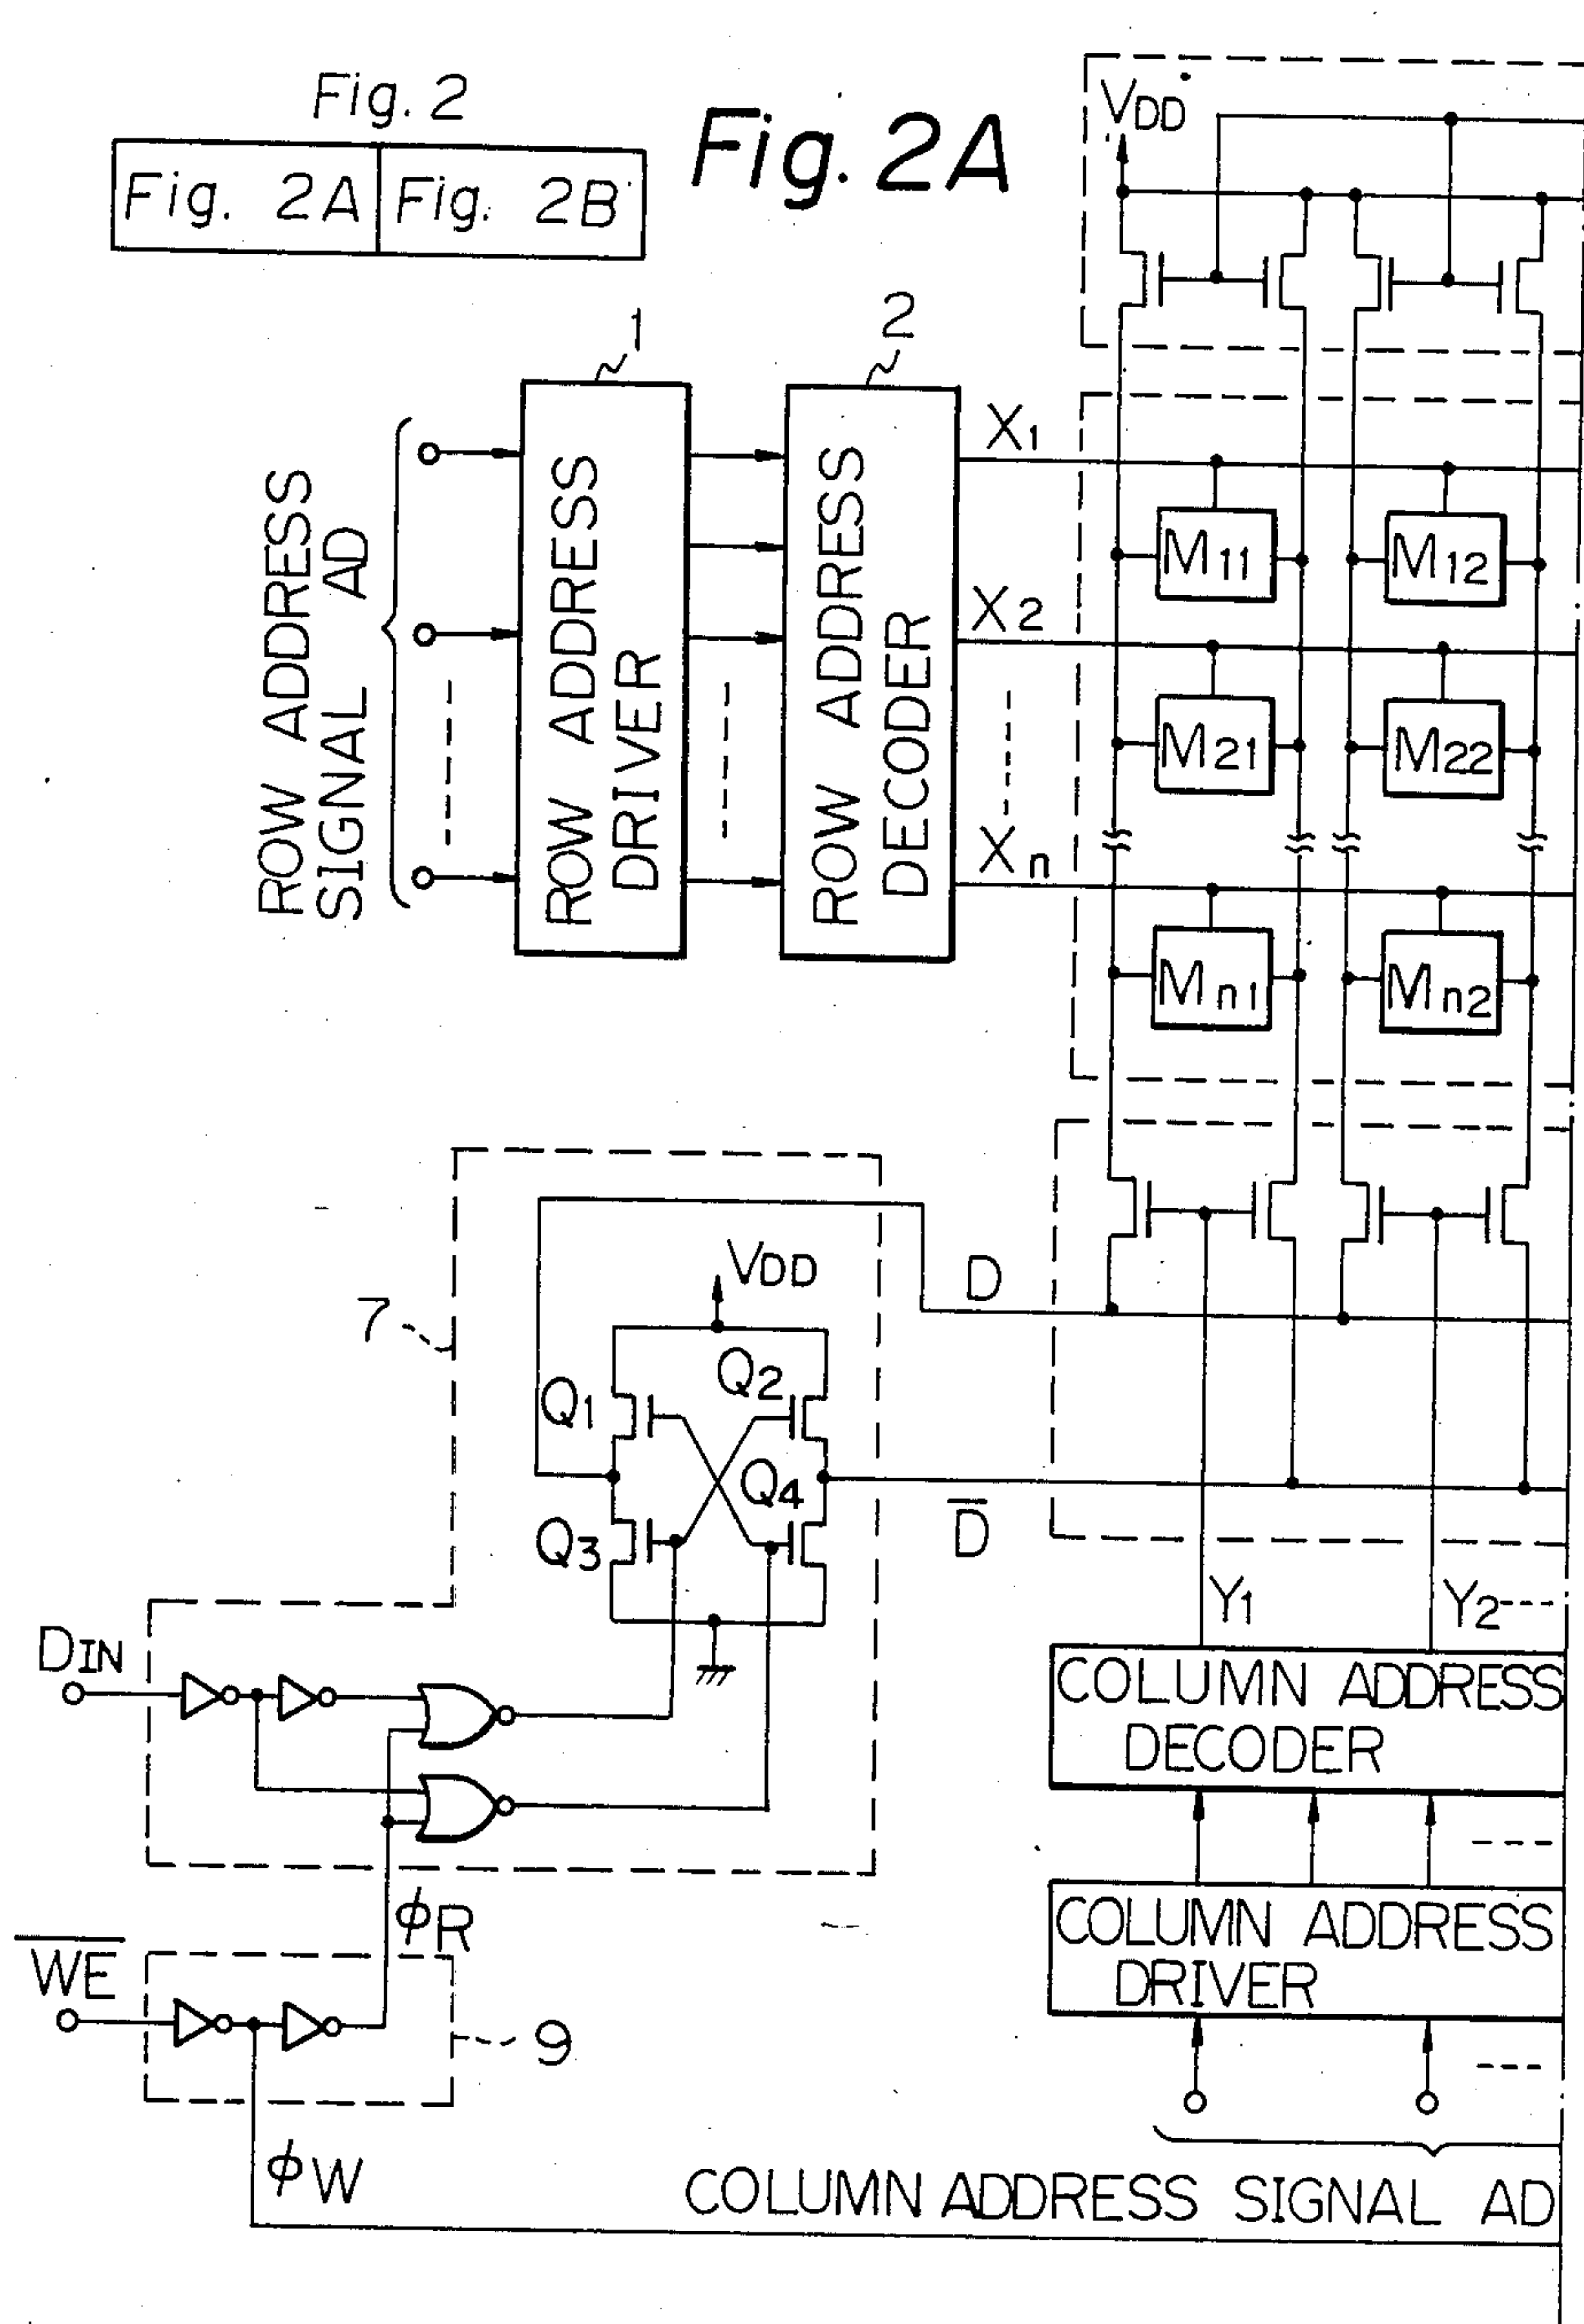 Fig. 2
Fig. 2A
Fig. 2B
Fig. 2A
VDD
1
2
ROW ADDRESS
SIGNAL AD
ROW ADDRESS
DRIVER
ROW ADDRESS
DECODER
X1
M11
M12
X2
M21
M22
Xn
Mn1
Mn2
7
VDD
D
Q1
Q2
Q3
Q4
D̅
Y1
Y2
DIN
COLUMN ADDRESS
DECODER
ϕR
COLUMN ADDRESS
DRIVER
W̅E̅
9
ϕW
COLUMN ADDRESS SIGNAL AD